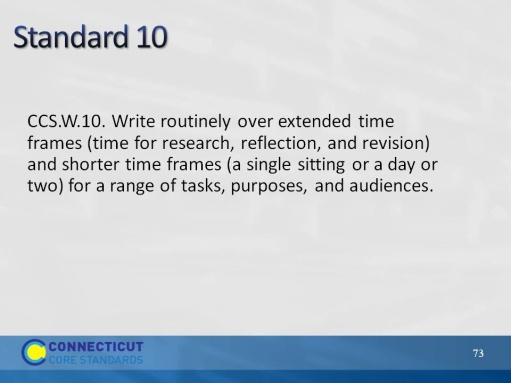 Standard 10
CCS.W.10. Write routinely over extended time
frames (time for research, reflection, and revision)
and shorter time frames (a single sitting or a day or
two) for a range of tasks, purposes, and audiences.
CONNECTICUT
CORE STANDARDS
73